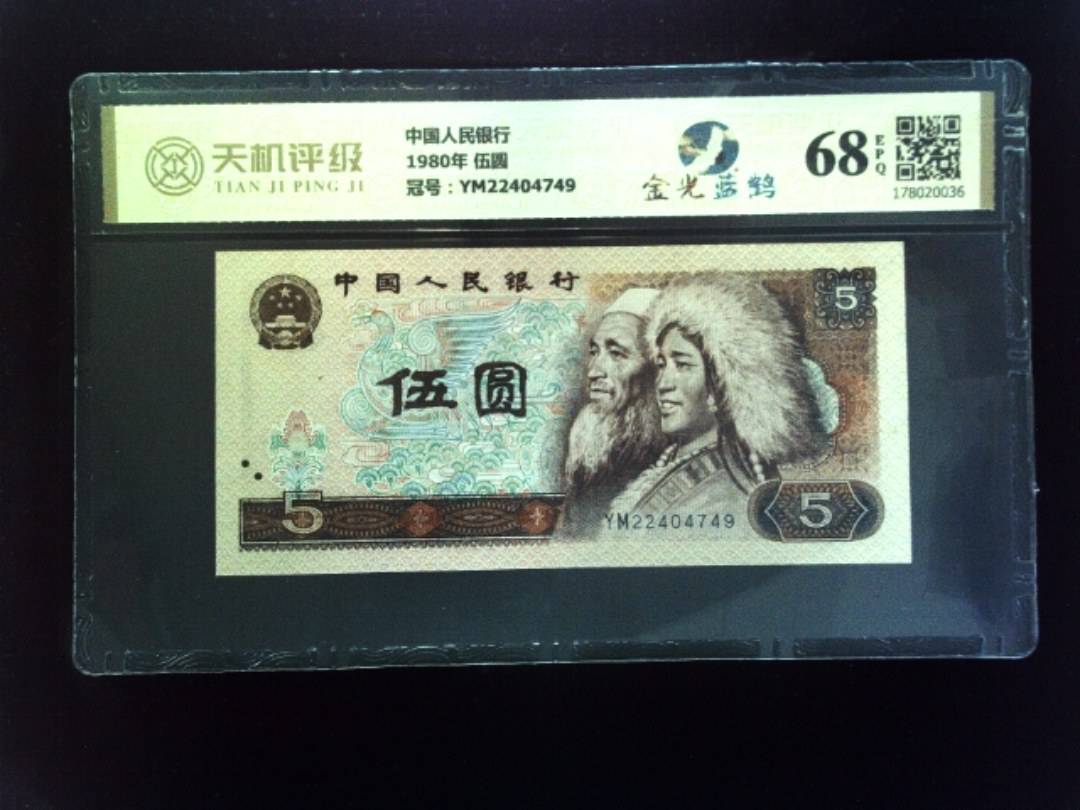 天机评级
TIAN JI PING JI
中国人民银行
1980年 伍圆
冠号：YM22404749
金光蓝鹤
68
EPQ
178020036
中国人民银行
5
伍圆
5
YM22404749
5